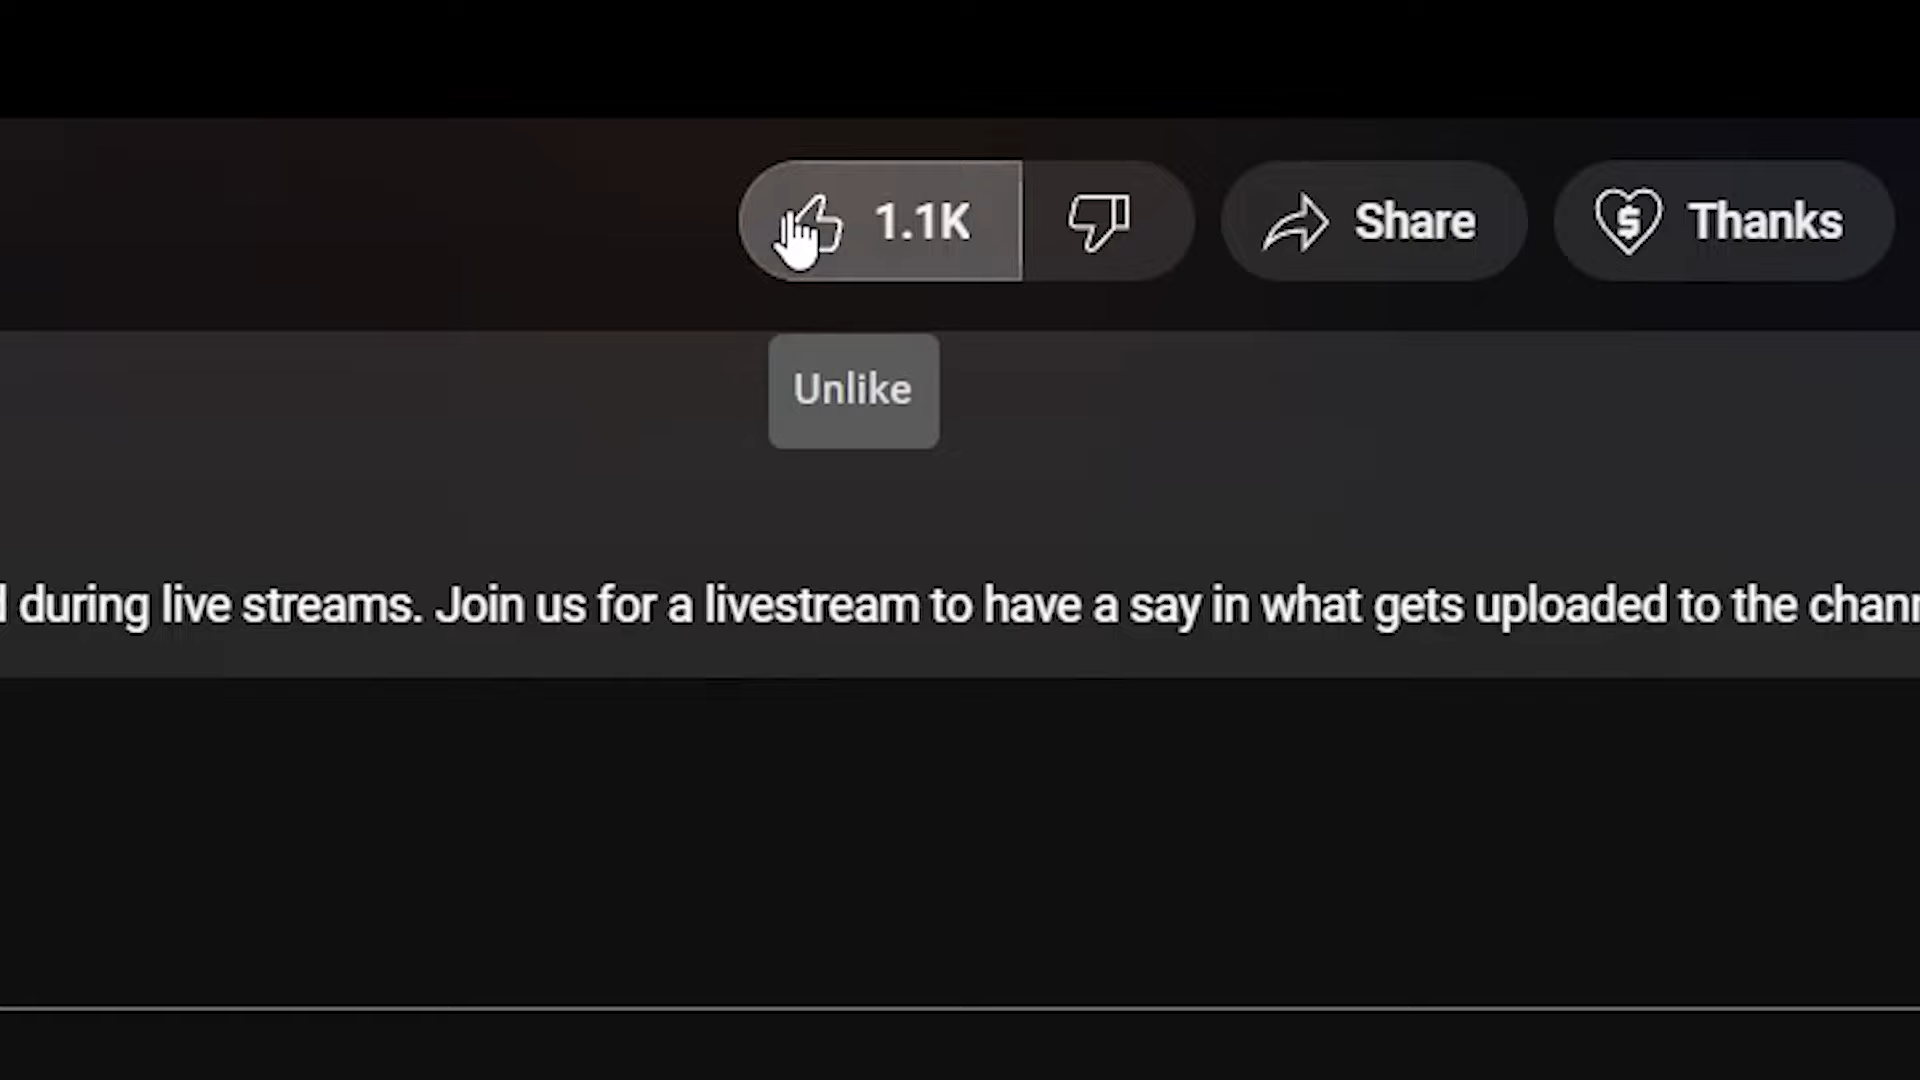 1.1K
Share
Thanks
Unlike
during live streams. Join us for a livestream to have a say in what gets uploaded to the